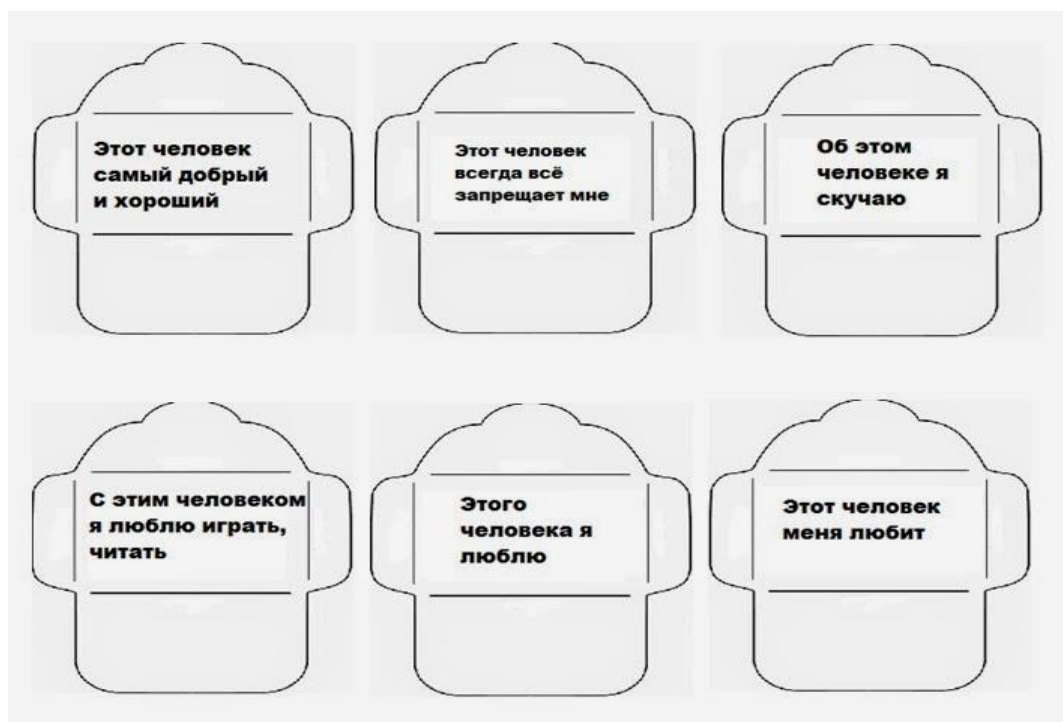 Этот человек
самый добрый
и хороший
Этот человек
всегда всё
запрещает мне
Об этом
человеке я
скучаю
С этим человеком
я люблю играть,
читать
Этого
человека я
люблю
Этот человек
меня любит